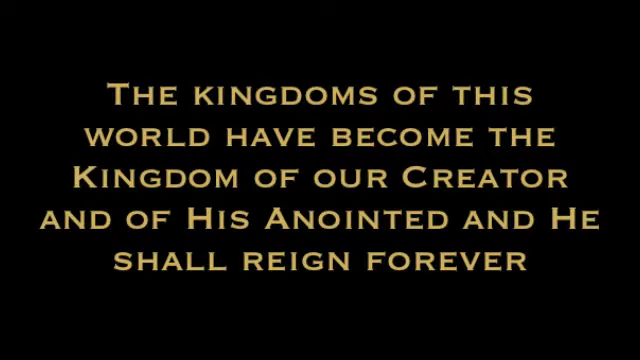 The kingdoms of this
world have become the
Kingdom of our Creator
and of His Anointed and He
shall reign forever